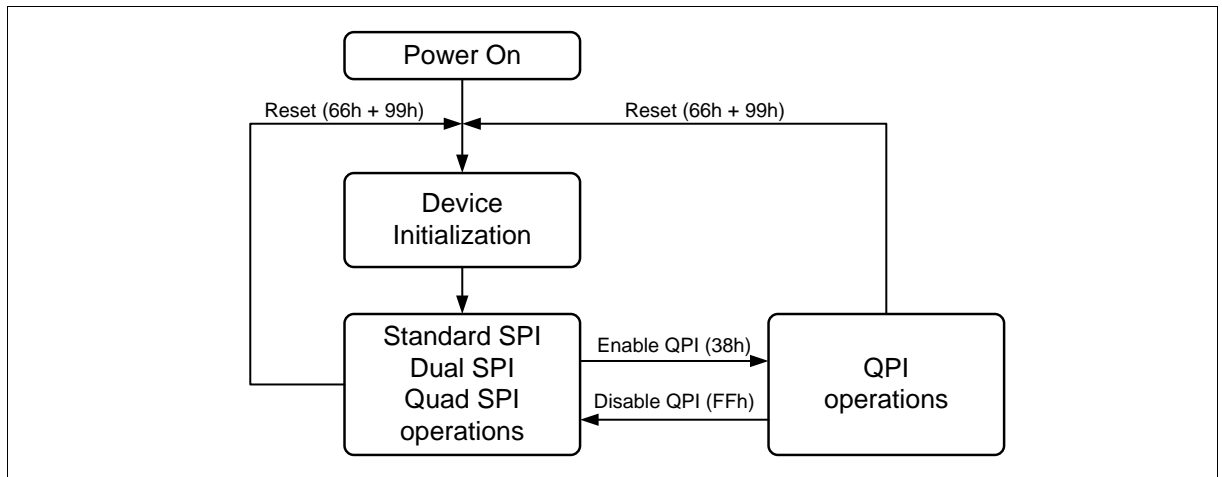 Power On
Reset (66h + 99h)
Reset (66h + 99h)
Device
Initialization
Standard SPI
Dual SPI
Quad SPI
operations
Enable QPI (38h)
Disable QPI (FFh)
QPI
operations